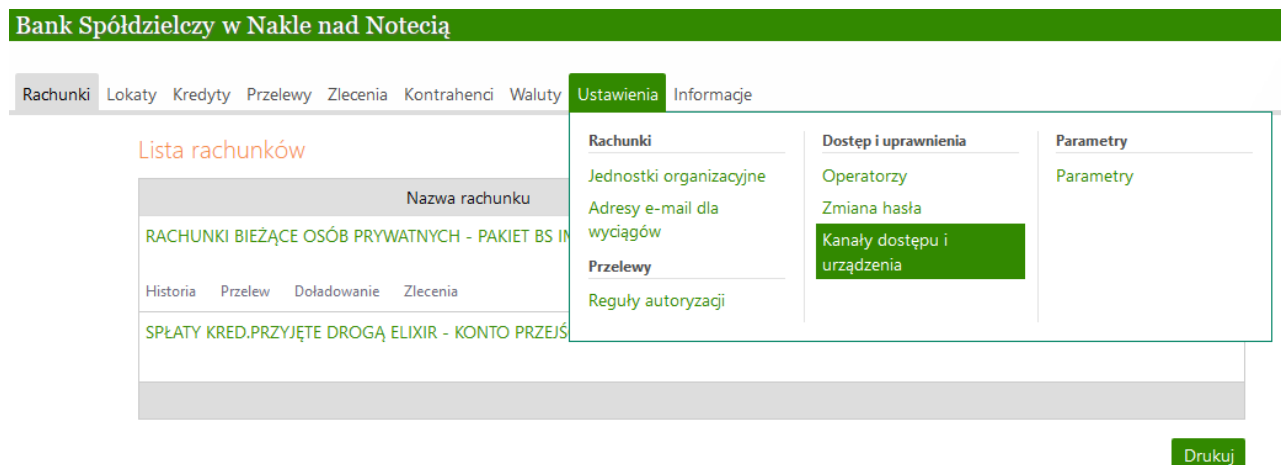 Bank Spółdzielczy w Nakle nad Notecią
Rachunki Lokaty Kredyty Przelewy Zlecenia Kontrahenci Waluty Ustawienia Informacje
Lista rachunków
Nazwa rachunku
RACHUNKI BIEŻĄCE OSÓB PRYWATNYCH - PAKIET BS
Historia Przelew Doładowanie Zlecenia
SPŁATY KRED.PRZYJĘTE DROGĄ ELIXIR - KONTO
Rachunki
Jednostki organizacyjne
Adresy e-mail dla
wyciągów
Przelewy
Reguły autoryzacji
Dostęp i uprawnienia
Operatorzy
Zmiana hasła
Kanały dostępu i
urządzenia
Parametry
Parametry
Drukuj